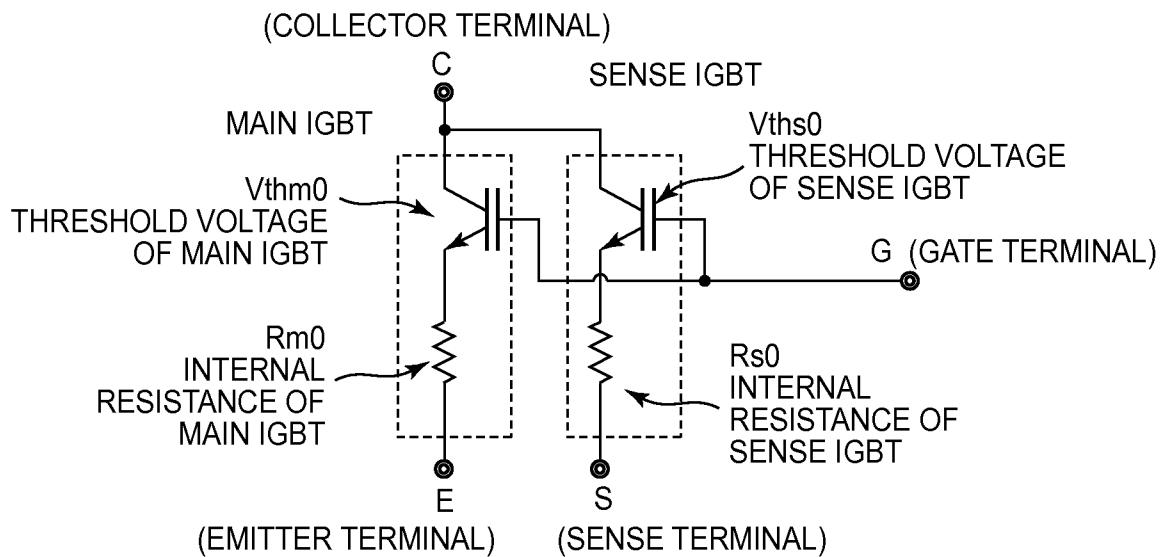 (COLLECTOR TERMINAL)
C
SENSE IGBT
MAIN IGBT
Vths0
THRESHOLD VOLTAGE
OF SENSE IGBT
Vthm0
THRESHOLD VOLTAGE
OF MAIN IGBT
G (GATE TERMINAL)
Rm0
INTERNAL
RESISTANCE OF
MAIN IGBT
Rs0
INTERNAL
RESISTANCE OF
SENSE IGBT
E
(EMITTER TERMINAL)
S
(SENSE TERMINAL)